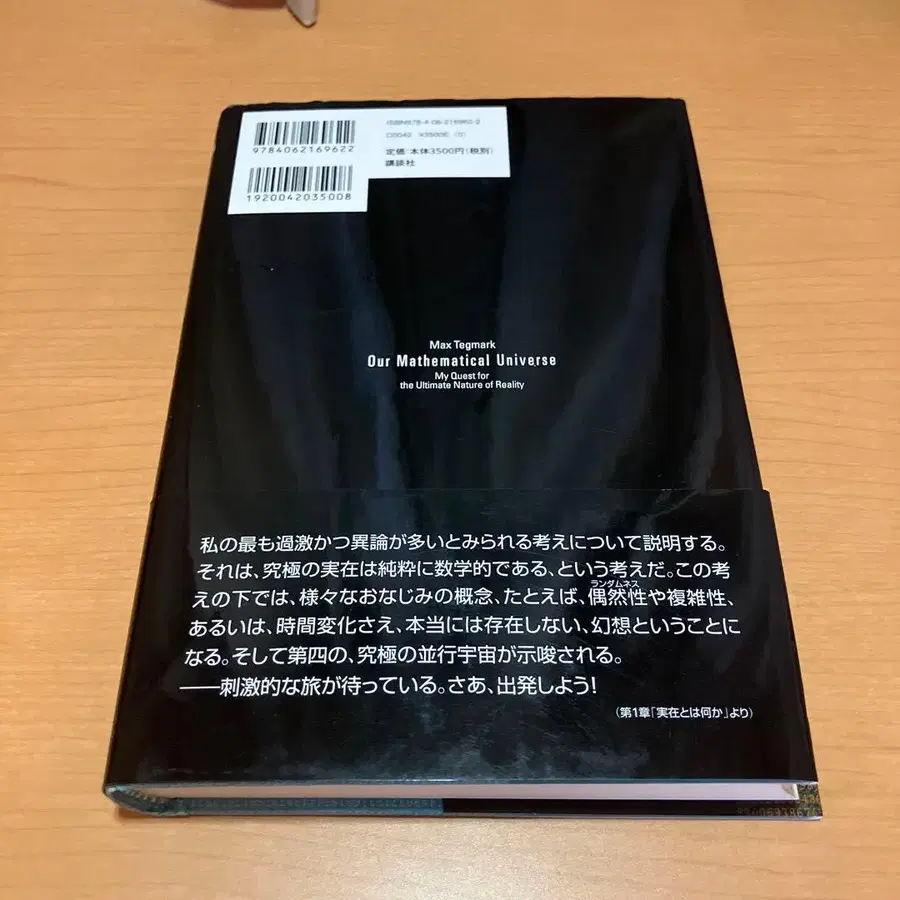 9784062169622
1920042035008
ISBN978-4-06-216962-2
C0042 ¥3500E (0)
定価:本体3500円(税別)
講談社
Max Tegmark
Our Mathematical Universe
My Quest for
the Ultimate Nature of Reality
私の最も過激かつ異論が多いとみられる考えについて説明する。
それは、究極の実在は純粋に数学的である、という考えだ。この考
ランダムネス
えの下では、様々なおなじみの概念、たとえば、偶然性や複雑性、
あるいは、時間変化さえ、本当には存在しない、幻想ということに
なる。そして第四の、究極の並行宇宙が示唆される。
──刺激的な旅が待っている。さあ、出発しよう!
(第1章「実在とは何か」より)